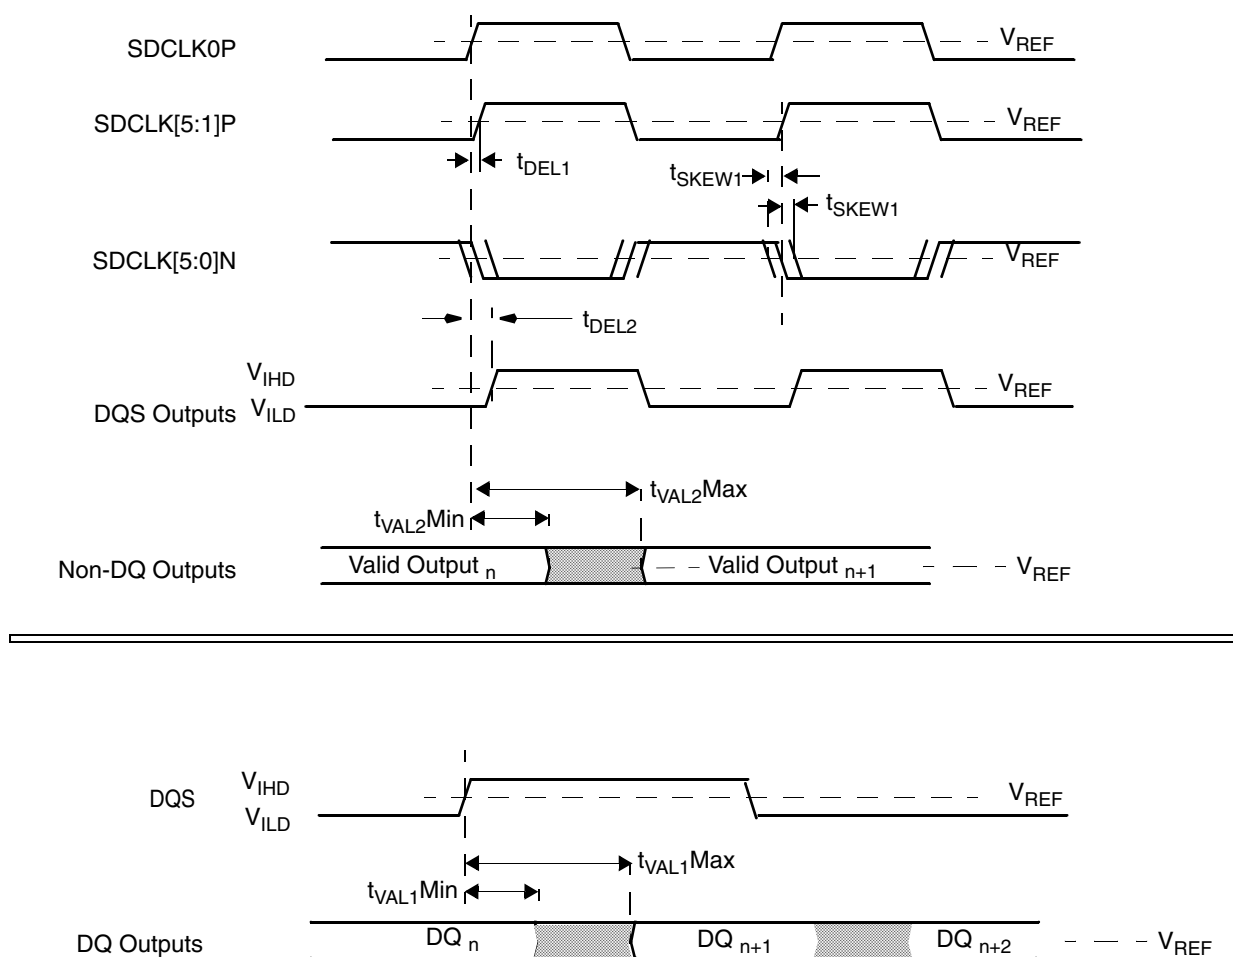 SDCLK0P
V_REF
SDCLK[5:1]P
V_REF
t_DEL1
t_SKEW1
t_SKEW1
SDCLK[5:0]N
V_REF
t_DEL2
V_IHD
DQS Outputs V_ILD
V_REF
t_VAL2Max
t_VAL2Min
Non-DQ Outputs
Valid Output n
Valid Output n+1
V_REF
DQS
V_IHD
V_ILD
V_REF
t_VAL1Max
t_VAL1Min
DQ Outputs
DQ n
DQ n+1
DQ n+2
V_REF